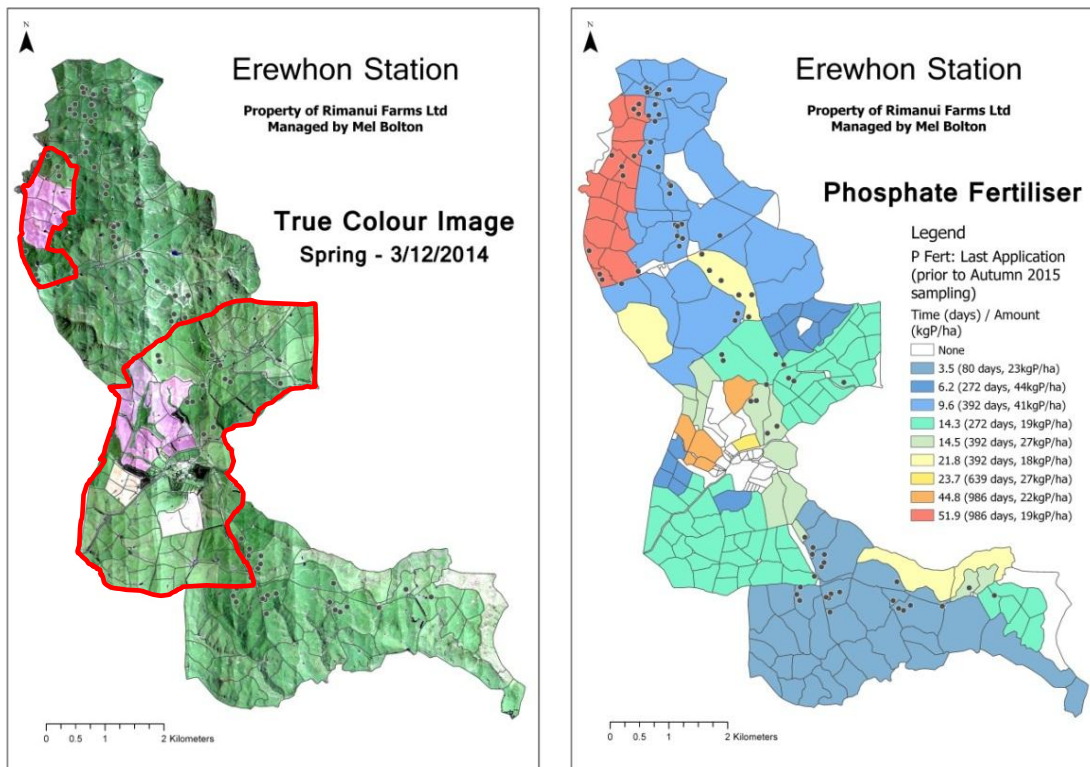 N
Erewhon Station
Property of Rimanui Farms Ltd
Managed by Mel Bolton
True Colour Image
Spring - 3/12/2014
0 0.5 1 2 Kilometers
N
Erewhon Station
Property of Rimanui Farms Ltd
Managed by Mel Bolton
Phosphate Fertiliser
Legend
P Fert: Last Application
(prior to Autumn 2015
sampling)
Time (days) / Amount
(kgP/ha)
None
3.5 (80 days, 23kgP/ha)
6.2 (272 days, 44kgP/ha)
9.6 (392 days, 41kgP/ha)
14.3 (272 days, 19kgP/ha)
14.5 (392 days, 27kgP/ha)
21.8 (392 days, 18kgP/ha)
23.7 (639 days, 27kgP/ha)
44.8 (986 days, 22kgP/ha)
51.9 (986 days, 19kgP/ha)
0 0.5 1 2 Kilometers